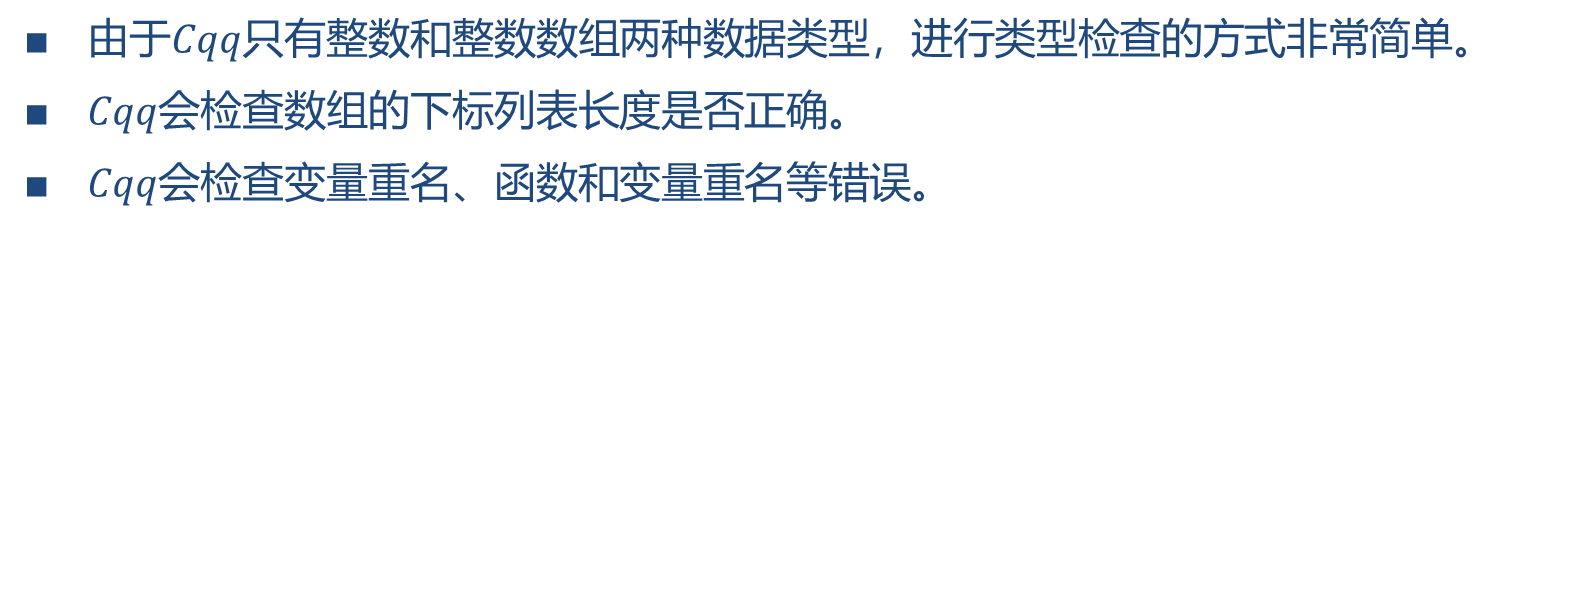 ■ 由于Cqq只有整数和整数数组两种数据类型，进行类型检查的方式非常简单。
■ Cqq会检查数组的下标列表长度是否正确。
■ Cqq会检查变量重名、函数和变量重名等错误。